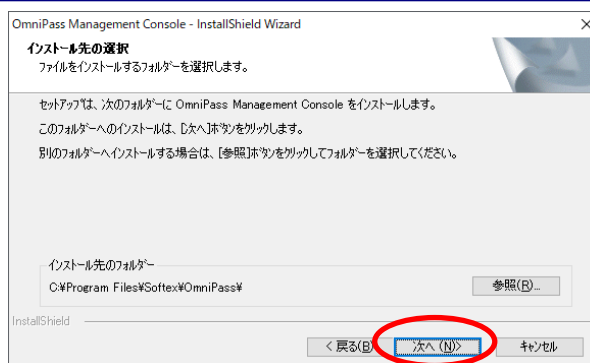 OmniPass Management Console - InstallShield Wizard
インストール先の選択
ファイルをインストールするフォルダーを選択します。
セットアップは、次のフォルダーに OmniPass Management Console をインストールします。
このフォルダーへのインストールは、[次へ]ボタンをクリックします。
別のフォルダーへインストールする場合は、[参照]ボタンをクリックしてフォルダーを選択してください。
インストール先のフォルダー
C:¥Program Files¥Softex¥OmniPass¥
参照(R)...
InstallShield
< 戻る(B)
次へ (N)>
キャンセル